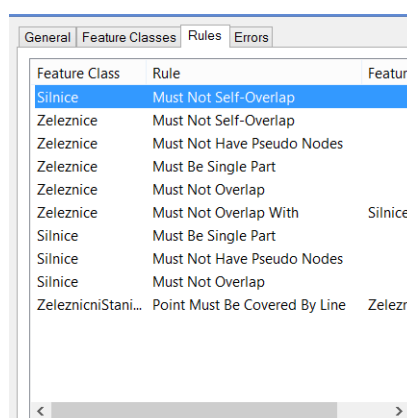 General Feature Classes Rules Errors
Feature Class Rule Featur
Silnice Must Not Self-Overlap
Zeleznice Must Not Self-Overlap
Zeleznice Must Not Have Pseudo Nodes
Zeleznice Must Be Single Part
Zeleznice Must Not Overlap
Zeleznice Must Not Overlap With Silnice
Silnice Must Be Single Part
Silnice Must Not Have Pseudo Nodes
Silnice Must Not Overlap
ZeleznicniStani... Point Must Be Covered By Line Zelezn